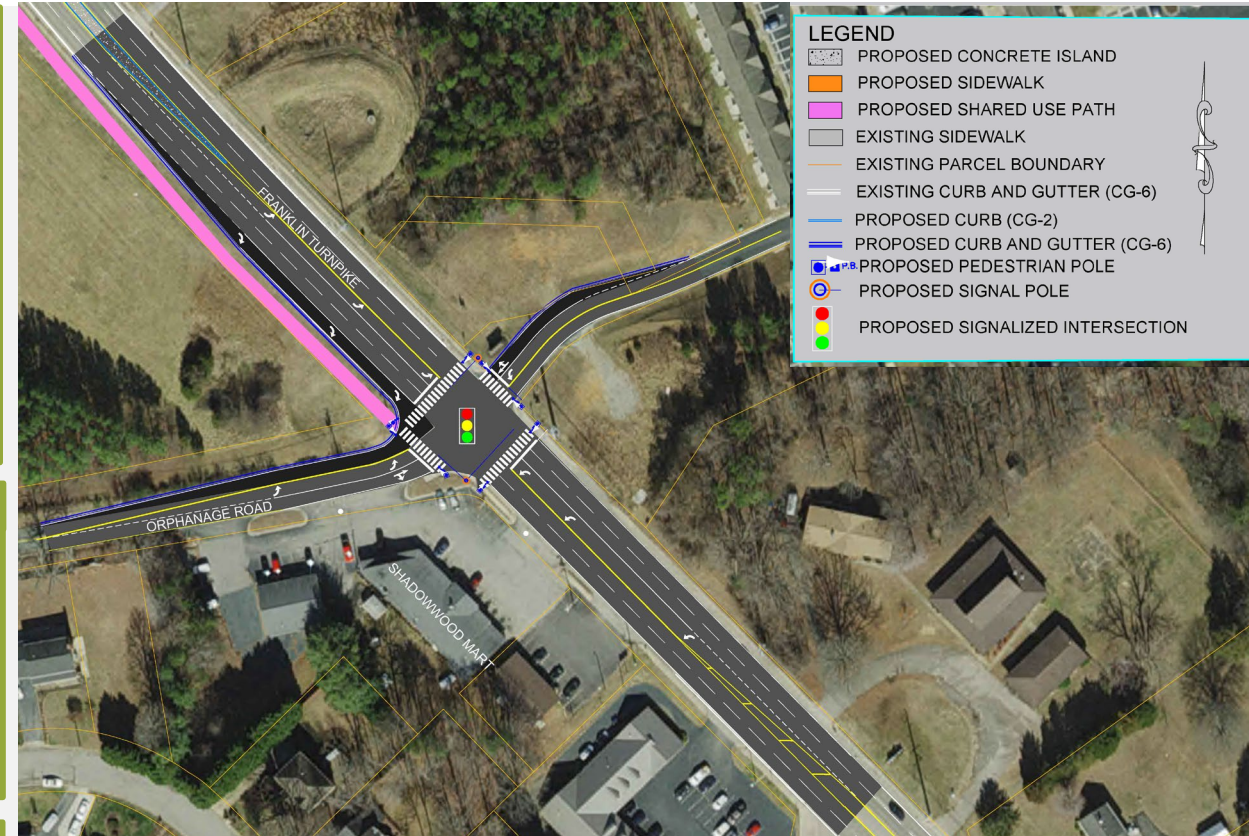 LEGEND
PROPOSED CONCRETE ISLAND
PROPOSED SIDEWALK
PROPOSED SHARED USE PATH
EXISTING SIDEWALK
EXISTING PARCEL BOUNDARY
EXISTING CURB AND GUTTER (CG-6)
PROPOSED CURB (CG-2)
PROPOSED CURB AND GUTTER (CG-6)
P.B. PROPOSED PEDESTRIAN POLE
PROPOSED SIGNAL POLE
PROPOSED SIGNALIZED INTERSECTION
FRANKLIN TURNPIKE
ORPHANAGE ROAD
SHADOWWOOD MART